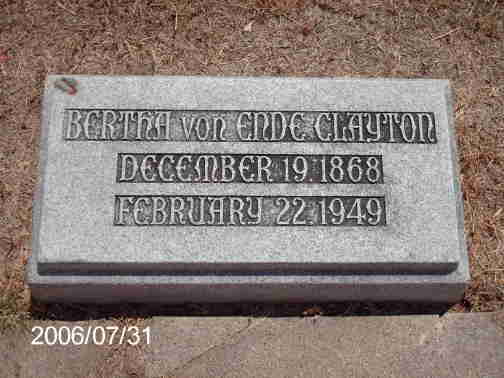 BERTHA von ENDE CLAYTON
DECEMBER 19, 1868
FEBRUARY 22, 1949
2006/07/31